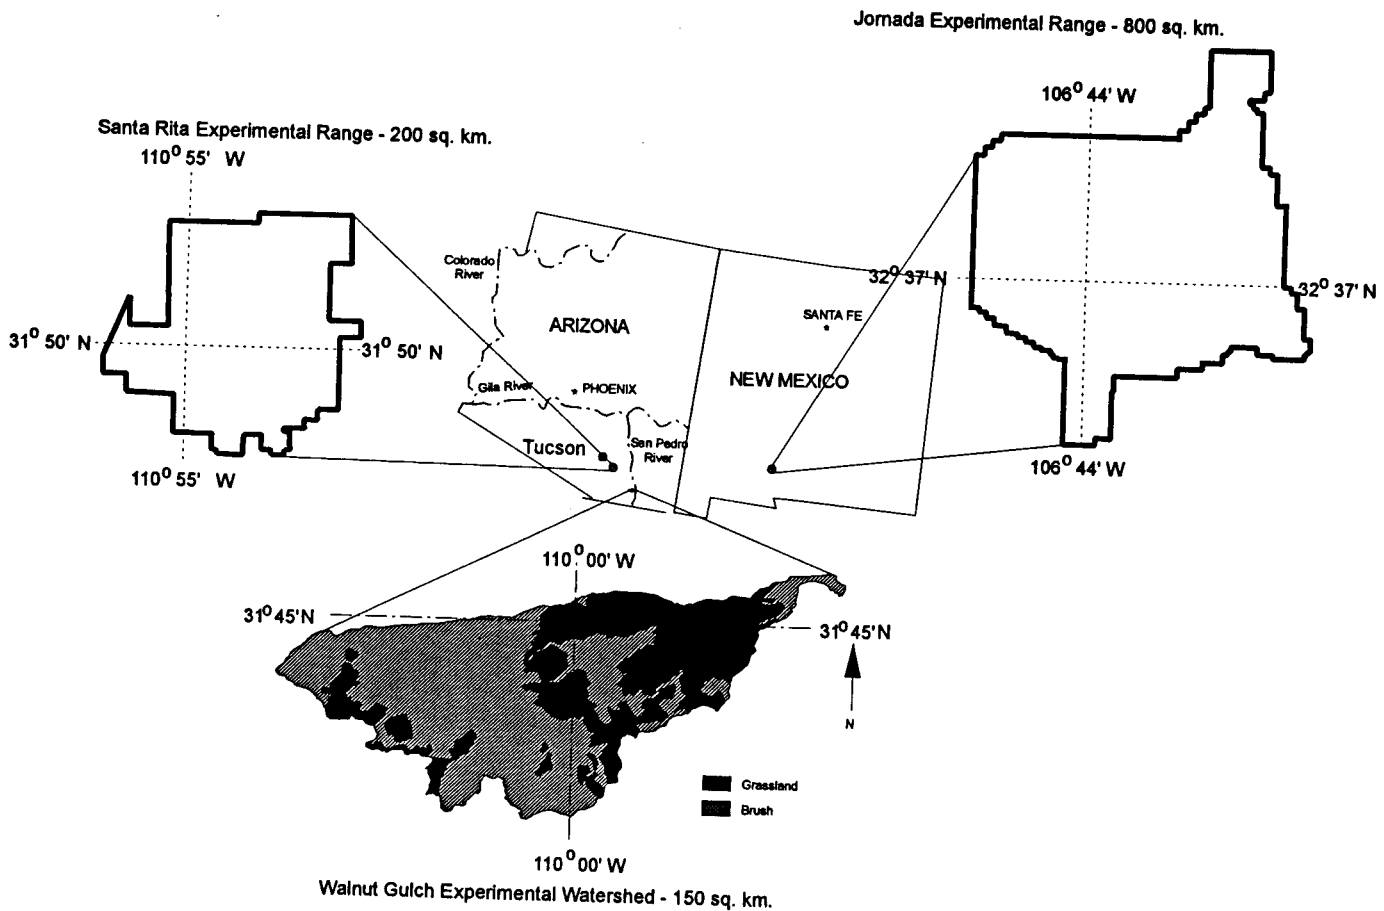 Jornada Experimental Range - 800 sq. km.
106° 44' W
Santa Rita Experimental Range - 200 sq. km.
110° 55' W
Colorado
River
32° 37' N
32° 37' N
SANTA FE
ARIZONA
31° 50' N
31° 50' N
NEW MEXICO
Gila River
PHOENIX
Tucson
San Pedro
River
106° 44' W
110° 55' W
110° 00' W
31° 45' N
31° 45' N
N
Grassland
Brush
110° 00' W
Walnut Gulch Experimental Watershed - 150 sq. km.